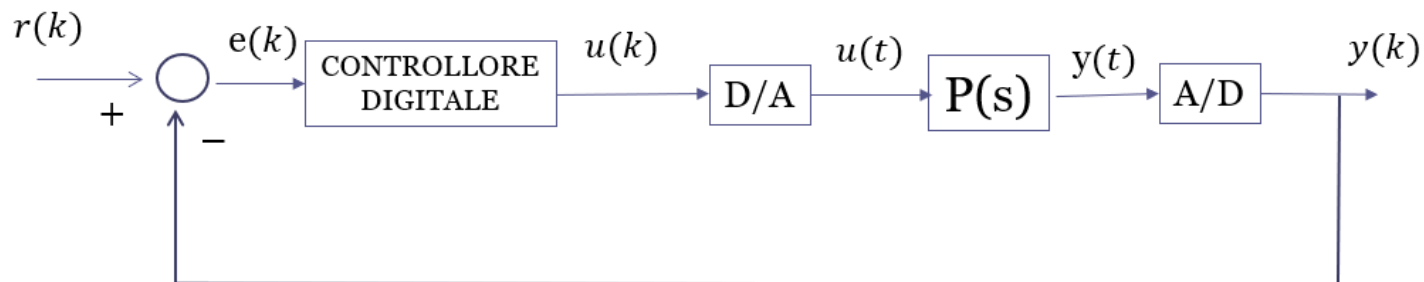 r(k)
+
−
e(k)
CONTROLLORE
DIGITALE
u(k)
D/A
u(t)
P(s)
y(t)
A/D
y(k)